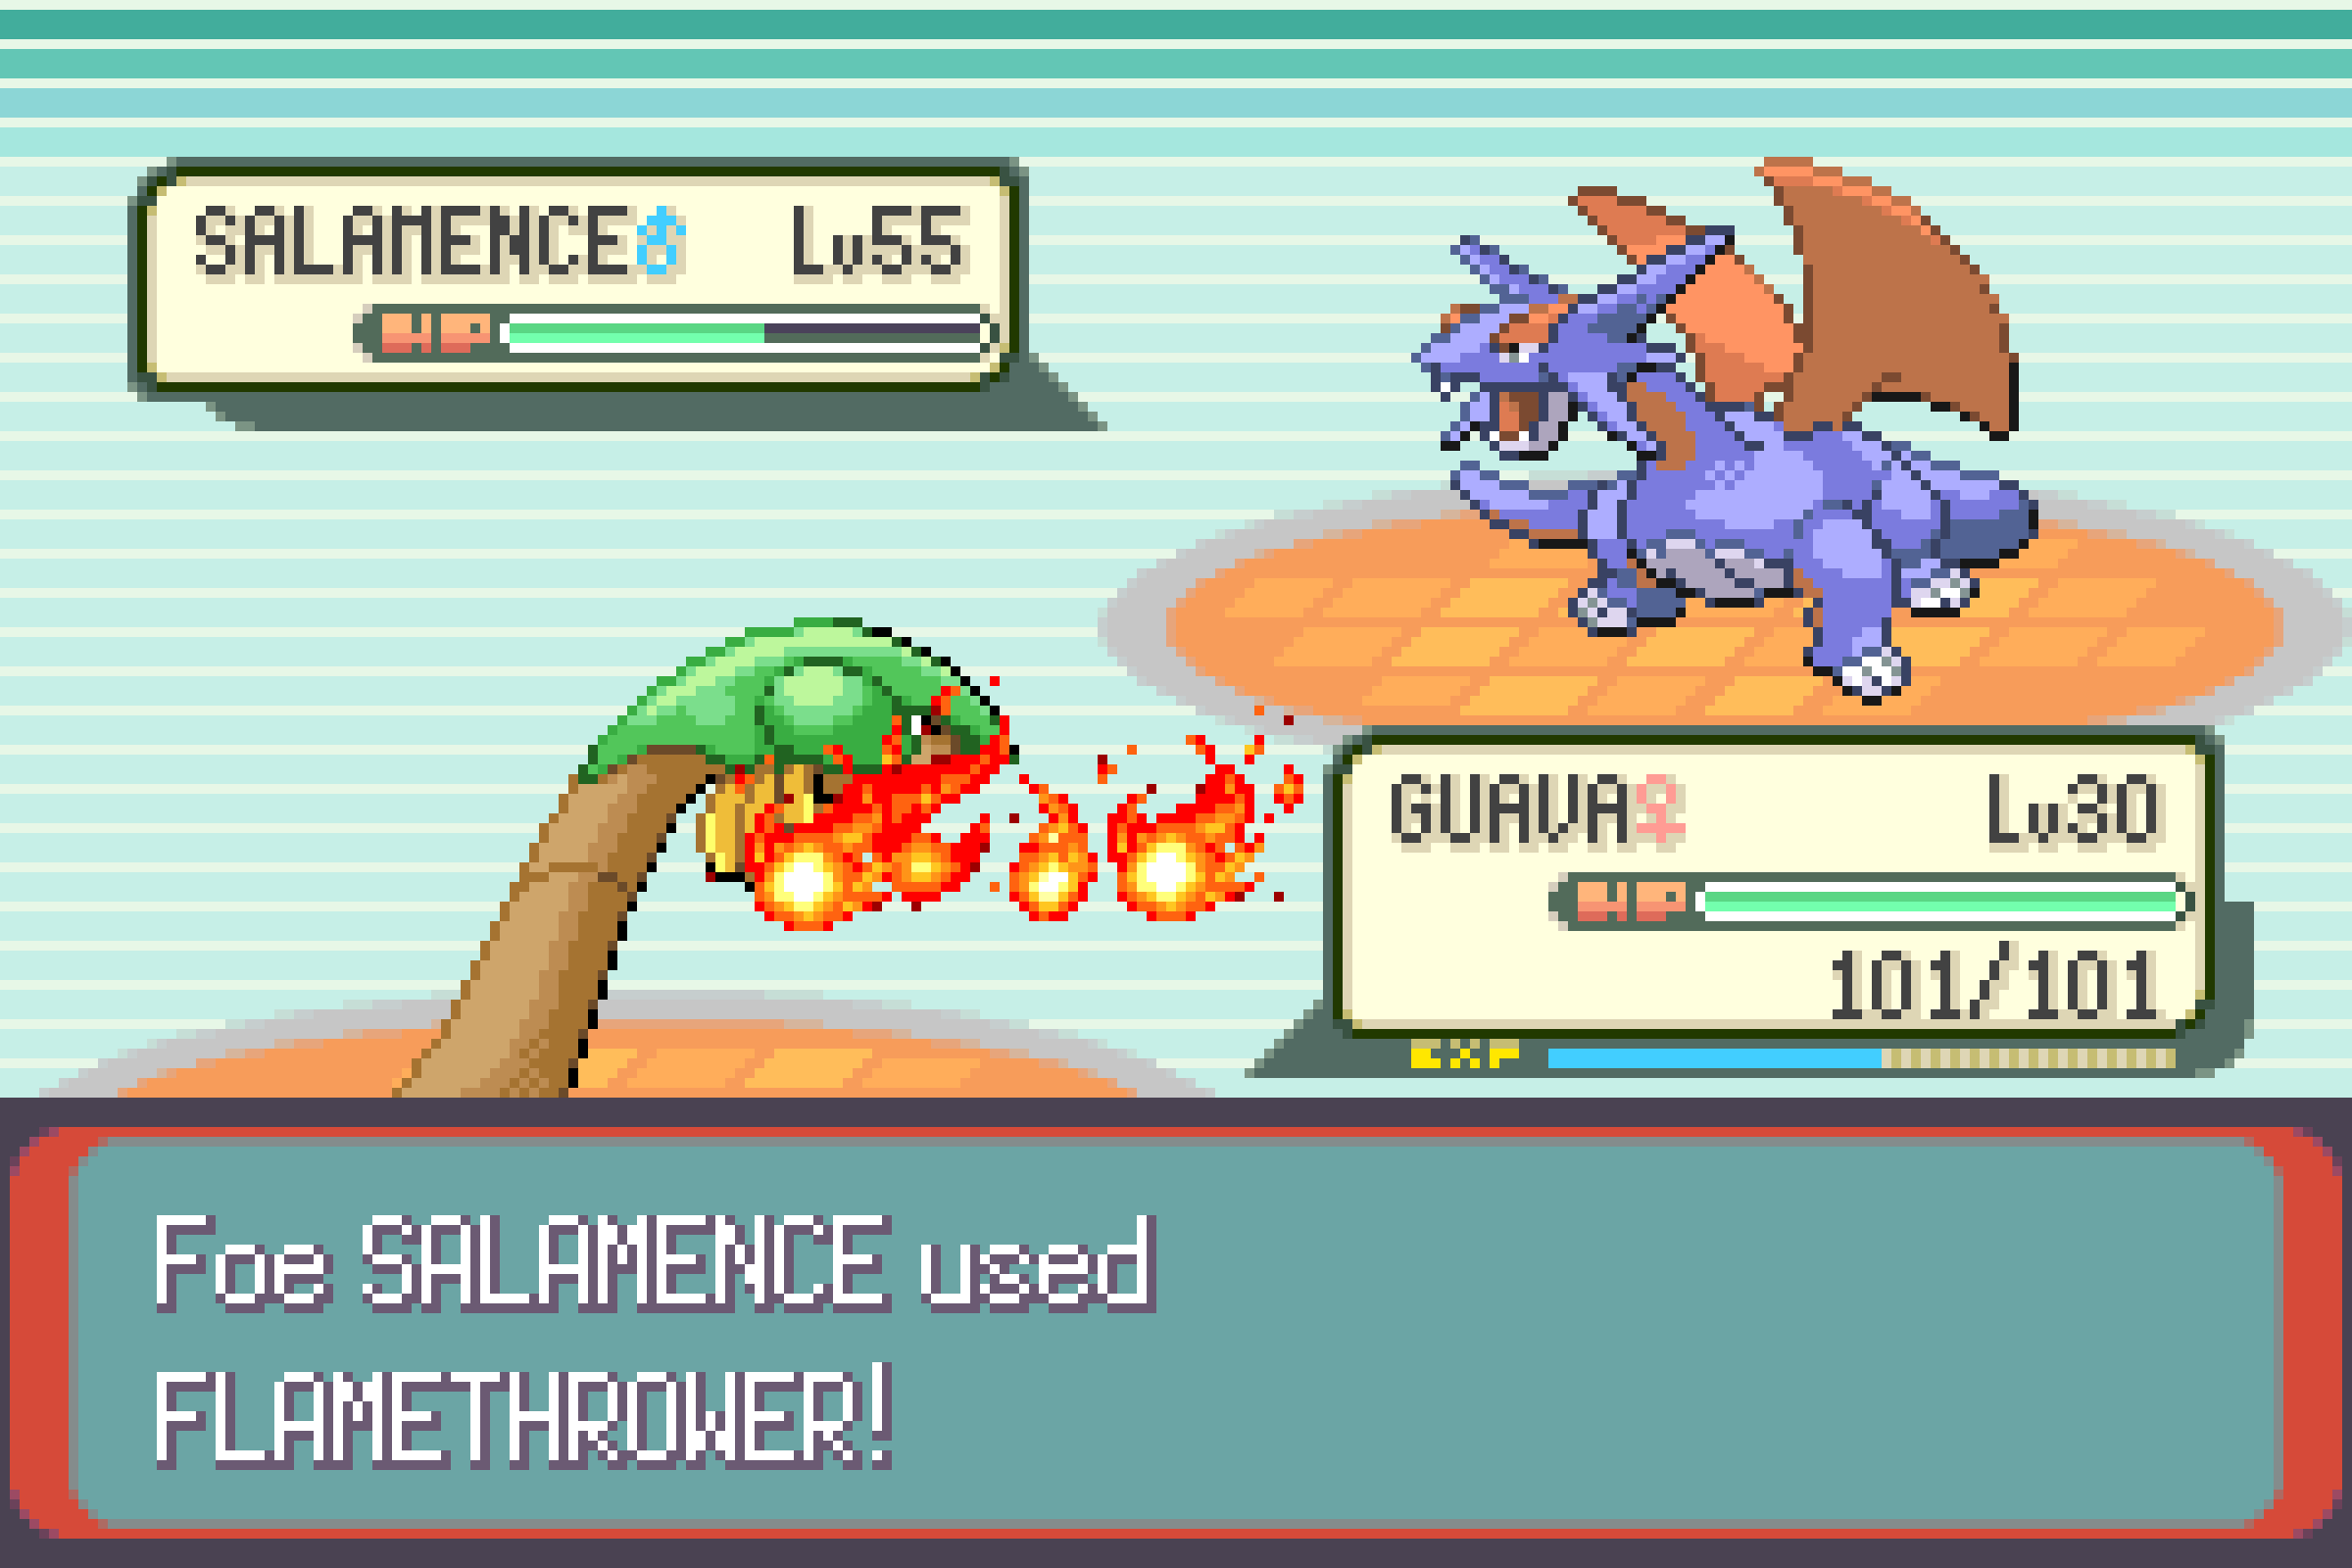 SALAMENCE♂ Lv55
HP
GUAVA♀ Lv30
HP
101/101
EXP
Foe SALAMENCE used
FLAMETHROWER!